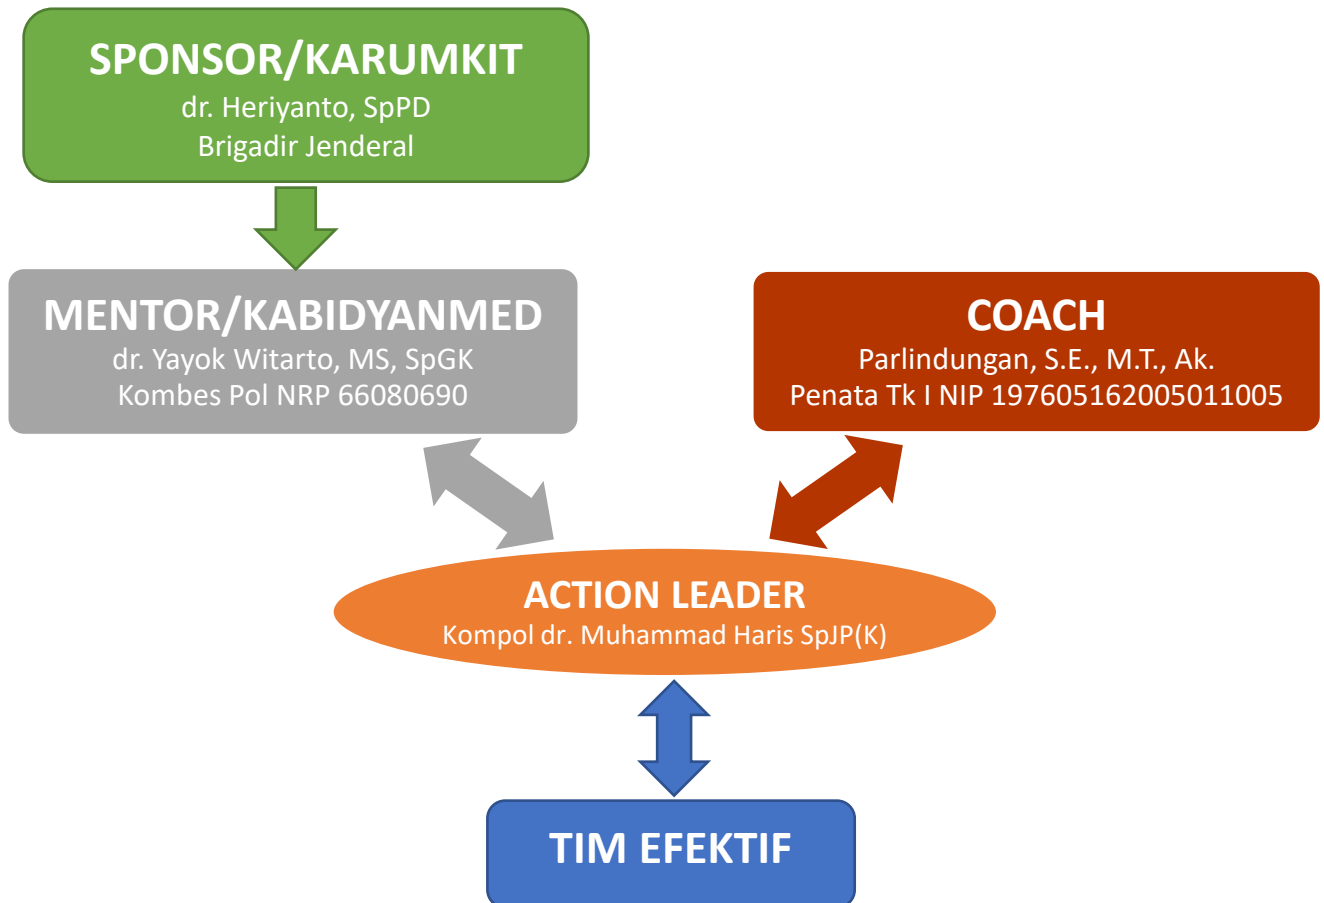 SPONSOR/KARUMKIT
dr. Heriyanto, SpPD
Brigadir Jenderal
MENTOR/KABIDYANMED
dr. Yayok Witarto, MS, SpGK
Kombes Pol NRP 66080690
COACH
Parlindungan, S.E., M.T., Ak.
Penata Tk I NIP 197605162005011005
ACTION LEADER
Kompol dr. Muhammad Haris SpJP(K)
TIM EFEKTIF